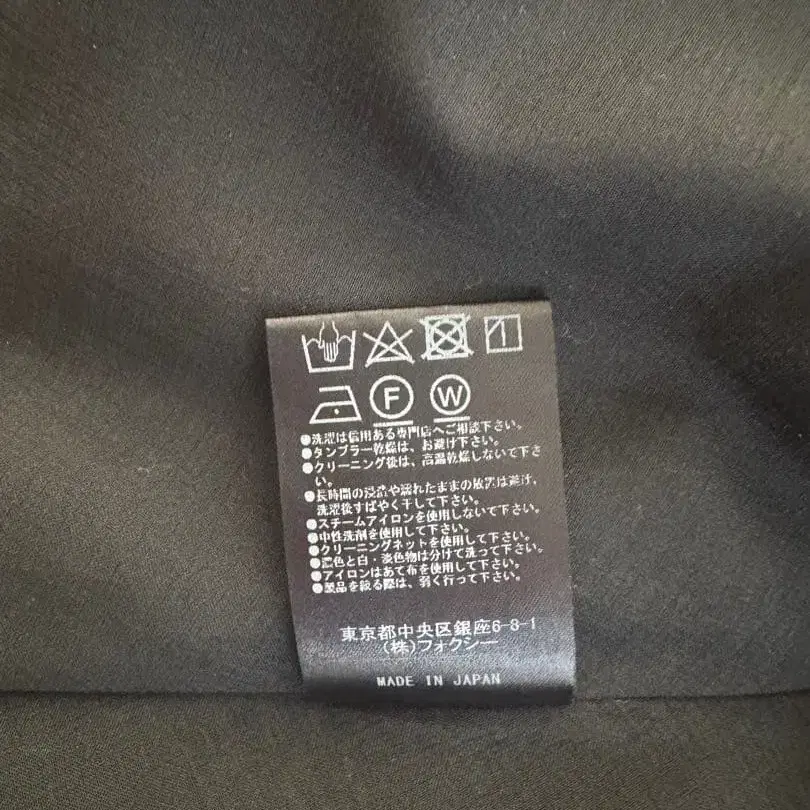 F W
●洗濯は信用ある専門店へご相談下さい。
●タンブラー乾燥は、お避け下さい。
●クリーニング後は、高温乾燥しないで下さ
い。
●長時間の浸漬や濡れたままの放置は避け、
洗濯後すばやく干して下さい。
●スチームアイロンを使用しないで下さい。
●中性洗剤を使用して下さい。
●クリーニングネットを使用して下さい。
●濃色と白・淡色物は分けて洗って下さい。
●アイロンはあて布を使用して下さい。
●製品を絞る際は、弱く行って下さい。
東京都中央区銀座6-8-1
(株)フォクシー
MADE IN JAPAN